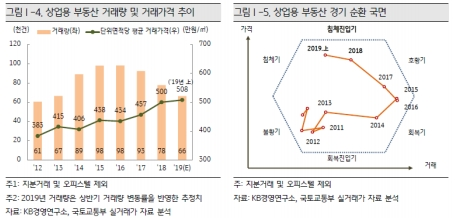 그림 Ⅰ-4, 상업용 부동산 거래량 및 거래가격 추이
(천건)
거래량(좌)
단위면적당 평균 거래가격(우)
(만원/㎡)
120
100
80
60
40
20
0
700
600
500
400
300
('19년 上)
383
415
406
438
434
457
500
508
61
67
89
98
98
93
78
66
'12
'13
'14
'15
'16
'17
'18
'19(E)
주1: 지분거래 및 오피스텔 제외
주2: 2019년 거래량은 상반기 거래량 변동률을 반영한 추정치
자료: KB경영연구소, 국토교통부 실거래가 자료 분석
그림 Ⅰ-5, 상업용 부동산 경기 순환 국면
가격
침체진입기
침체기
호황기
2019上
2018
2017
2015
2016
2014
2013
2011
2012
불황기
회복기
회복진입기
거래
주: 지분거래 및 오피스텔 제외
자료: KB경영연구소, 국토교통부 실거래가 자료 분석